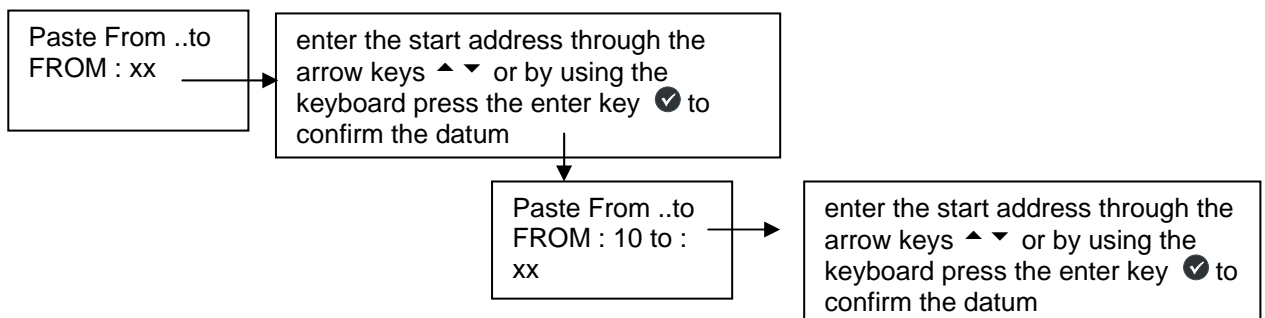 Paste From ..to
FROM : xx
enter the start address through the
arrow keys ▲ ▼ or by using the
keyboard press the enter key ✔ to
confirm the datum
Paste From ..to
FROM : 10 to :
xx
enter the start address through the
arrow keys ▲ ▼ or by using the
keyboard press the enter key ✔ to
confirm the datum